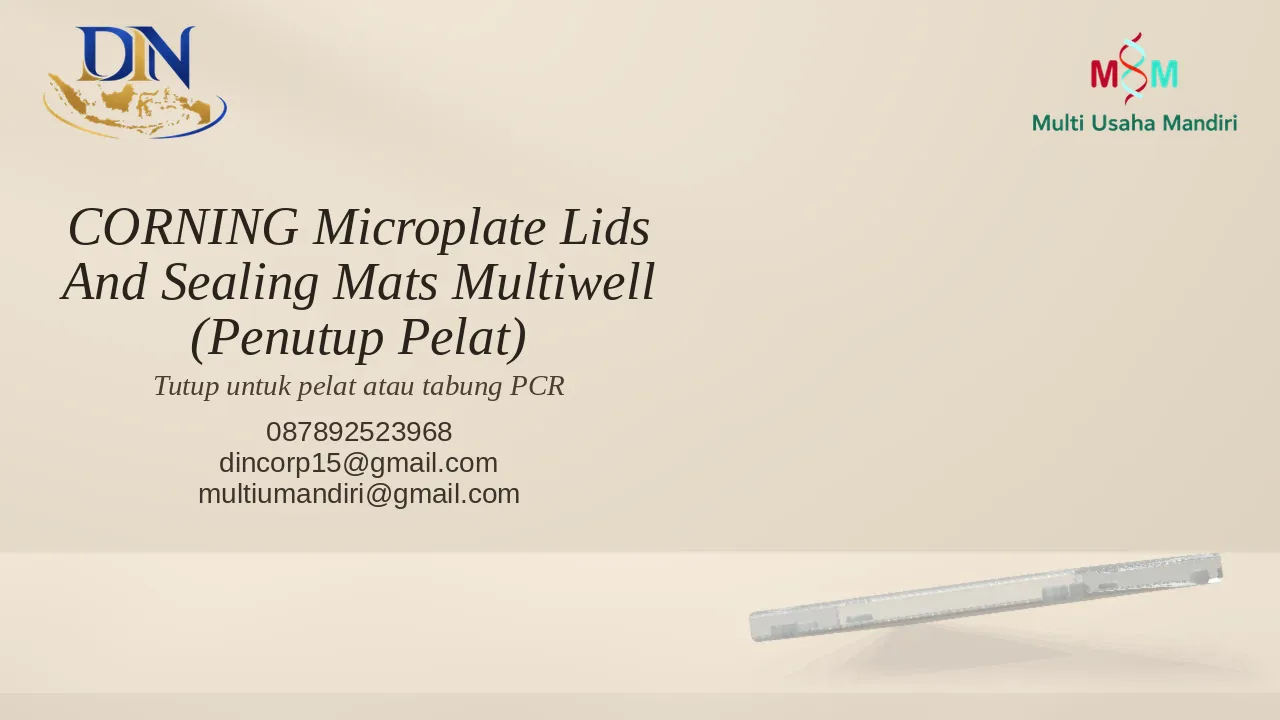 DN
M M
Multi Usaha Mandiri
CORNING Microplate Lids
And Sealing Mats Multiwell
(Penutup Pelat)
Tutup untuk pelat atau tabung PCR
087892523968
dincorp15@gmail.com
multiumandiri@gmail.com